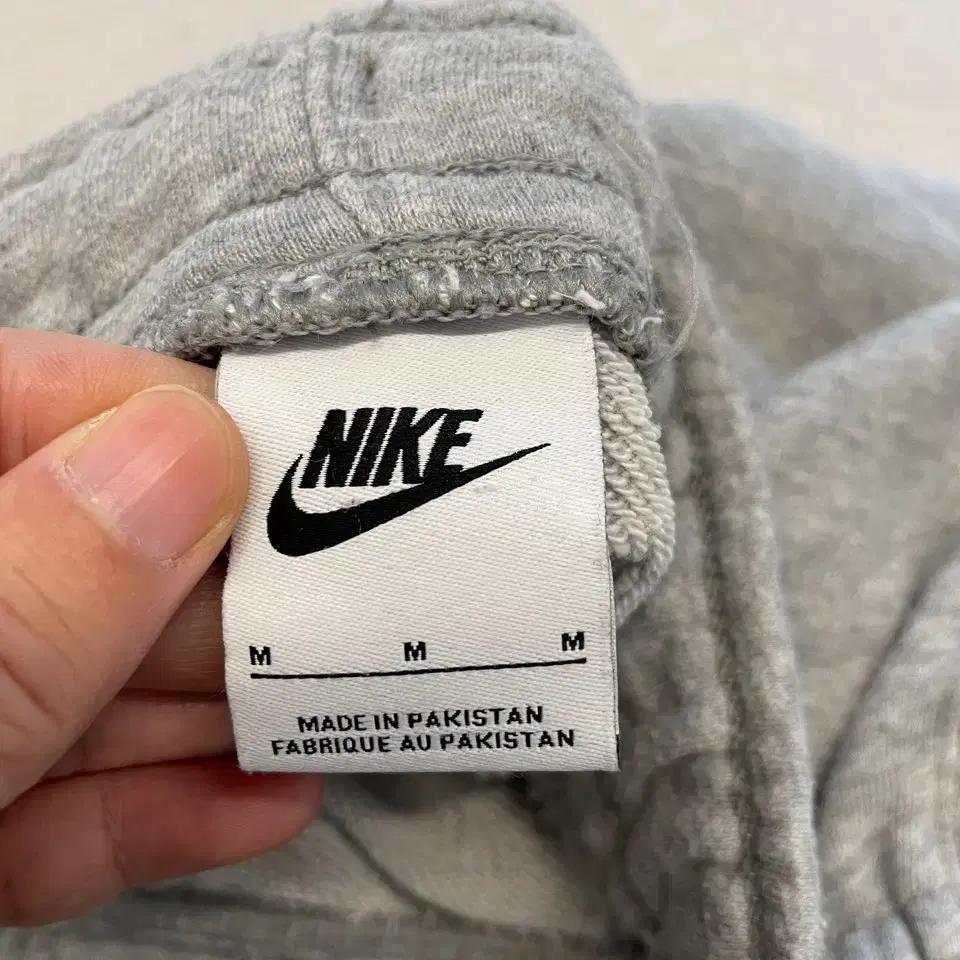 NIKE
M M M
MADE IN PAKISTAN
FABRIQUE AU PAKISTAN